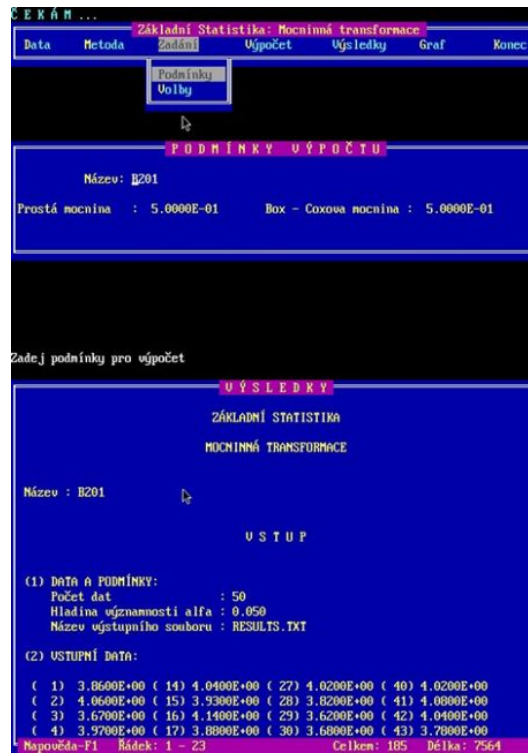 ČEKÁM ...
Základní Statistika: Mocninná transformace
Data Metoda Zadání Výpočet Výsledky Graf Konec
Podmínky
Volby
PODMÍNKY VÝPOČTU
Název: B201
Prostá mocnina : 5.0000E-01 Box - Coxova mocnina : 5.0000E-01
Zadej podmínky pro výpočet
VÝSLEDKY
ZÁKLADNÍ STATISTIKA
MOCNINNÁ TRANSFORMACE
Název : B201
VSTUP
(1) DATA A PODMÍNKY:
Počet dat : 50
Hladina významnosti alfa : 0.050
Název výstupního souboru : RESULTS.TXT
(2) VSTUPNÍ DATA:
( 1) 3.8600E+00 ( 14) 4.0400E+00 ( 27) 4.0200E+00 ( 40) 4.0200E+00
( 2) 4.0600E+00 ( 15) 3.9300E+00 ( 28) 3.8200E+00 ( 41) 4.0800E+00
( 3) 3.6700E+00 ( 16) 4.1400E+00 ( 29) 3.6200E+00 ( 42) 4.0400E+00
( 4) 3.9700E+00 ( 17) 3.8800E+00 ( 30) 3.6800E+00 ( 43) 3.7800E+00
Napověda-F1 Řádek: 1 - 23 Celkem: 185 Délka: 7564